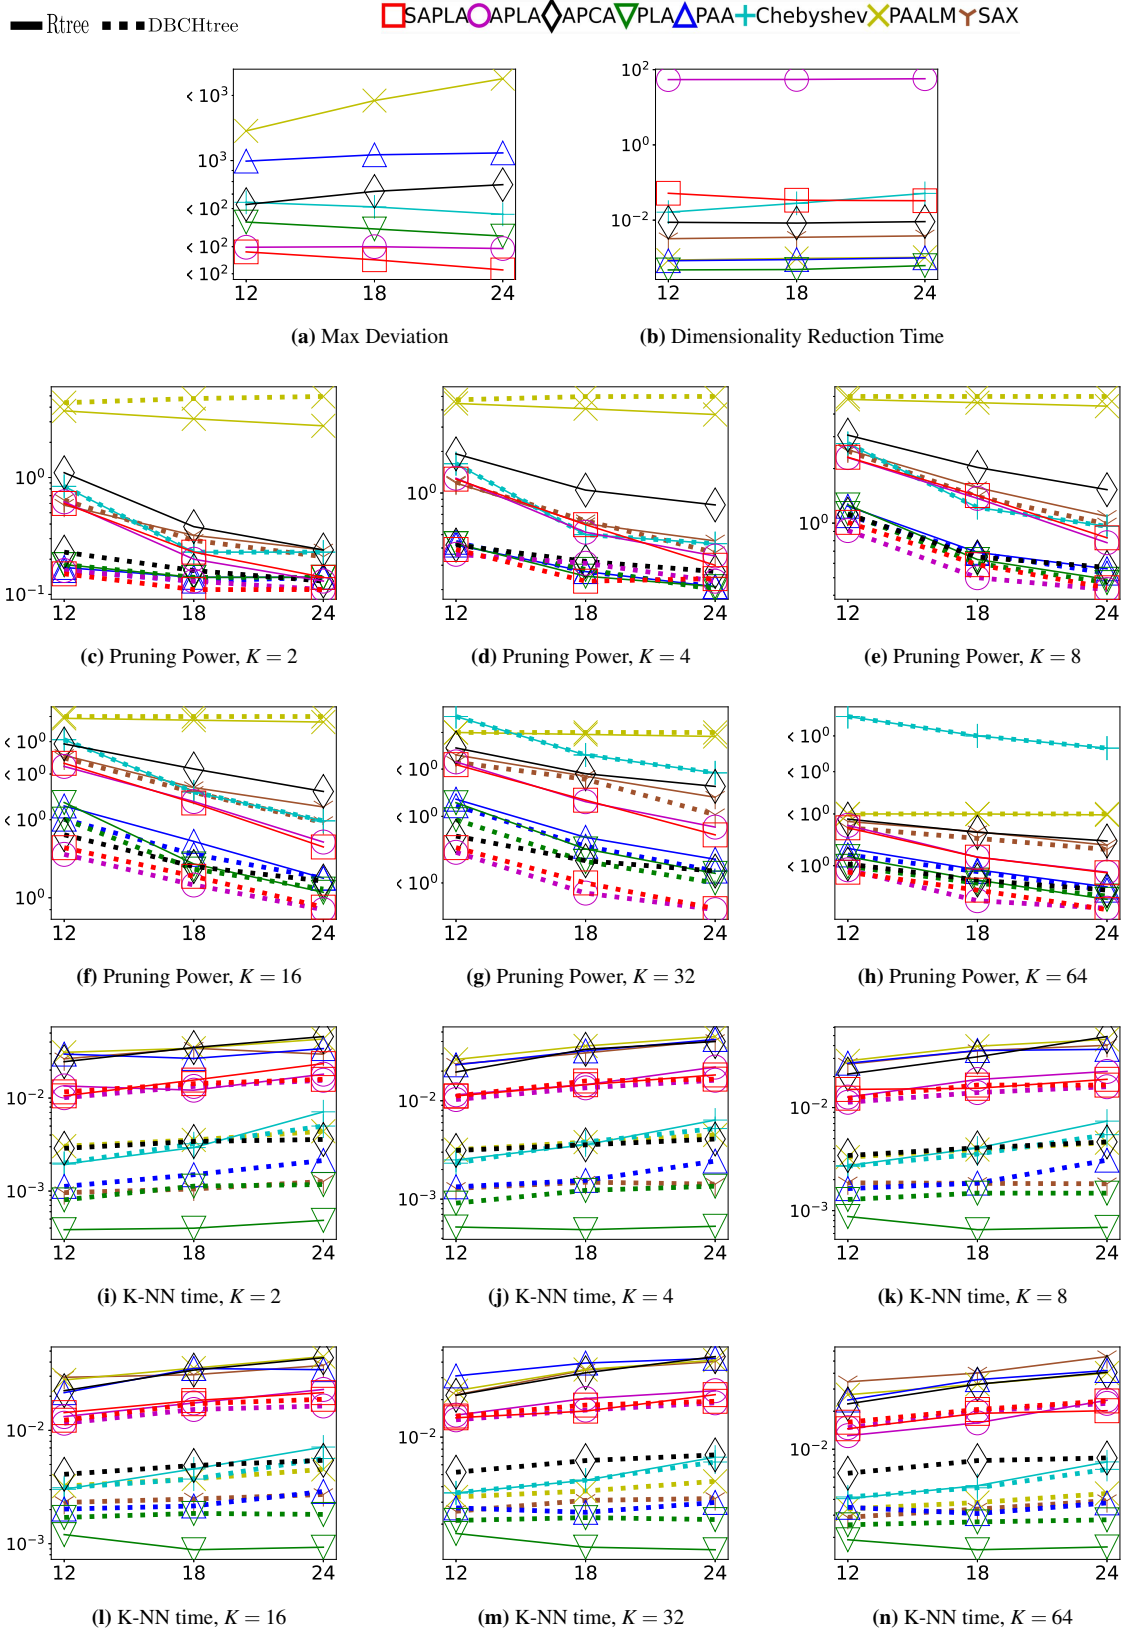 Rtree DBCHtree SAPLA APLA APCA PLA PAA Chebyshev PAALM SAX
< 10³
10³
< 10²
< 10²
< 10²
12 18 24
(a) Max Deviation
10²
10⁰
10⁻²
12 18 24
(b) Dimensionality Reduction Time
10⁰
10⁻¹
12 18 24
(c) Pruning Power, K = 2
10⁰
12 18 24
(d) Pruning Power, K = 4
10⁰
12 18 24
(e) Pruning Power, K = 8
< 10⁰
< 10⁰
< 10⁰
10⁰
12 18 24
(f) Pruning Power, K = 16
< 10⁰
< 10⁰
< 10⁰
12 18 24
(g) Pruning Power, K = 32
< 10⁰
< 10⁰
< 10⁰
< 10⁰
12 18 24
(h) Pruning Power, K = 64
10⁻²
10⁻³
12 18 24
(i) K-NN time, K = 2
10⁻²
10⁻³
12 18 24
(j) K-NN time, K = 4
10⁻²
10⁻³
12 18 24
(k) K-NN time, K = 8
10⁻²
10⁻³
12 18 24
(l) K-NN time, K = 16
10⁻²
12 18 24
(m) K-NN time, K = 32
10⁻²
12 18 24
(n) K-NN time, K = 64